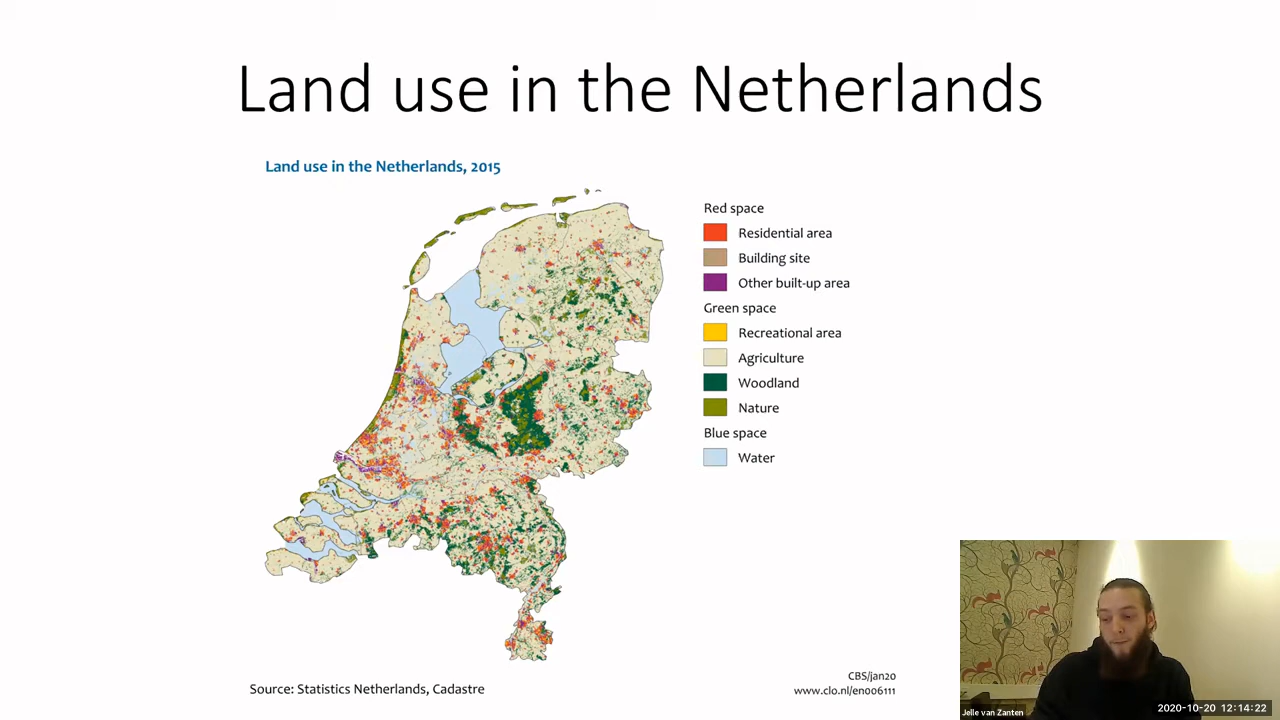 Land use in the Netherlands
Land use in the Netherlands, 2015
Red space
Residential area
Building site
Other built-up area
Green space
Recreational area
Agriculture
Woodland
Nature
Blue space
Water
Source: Statistics Netherlands, Cadastre
CBS/jan20
www.clo.nl/en006111
Jelle van Zanten
2020-10-20 12:14:22